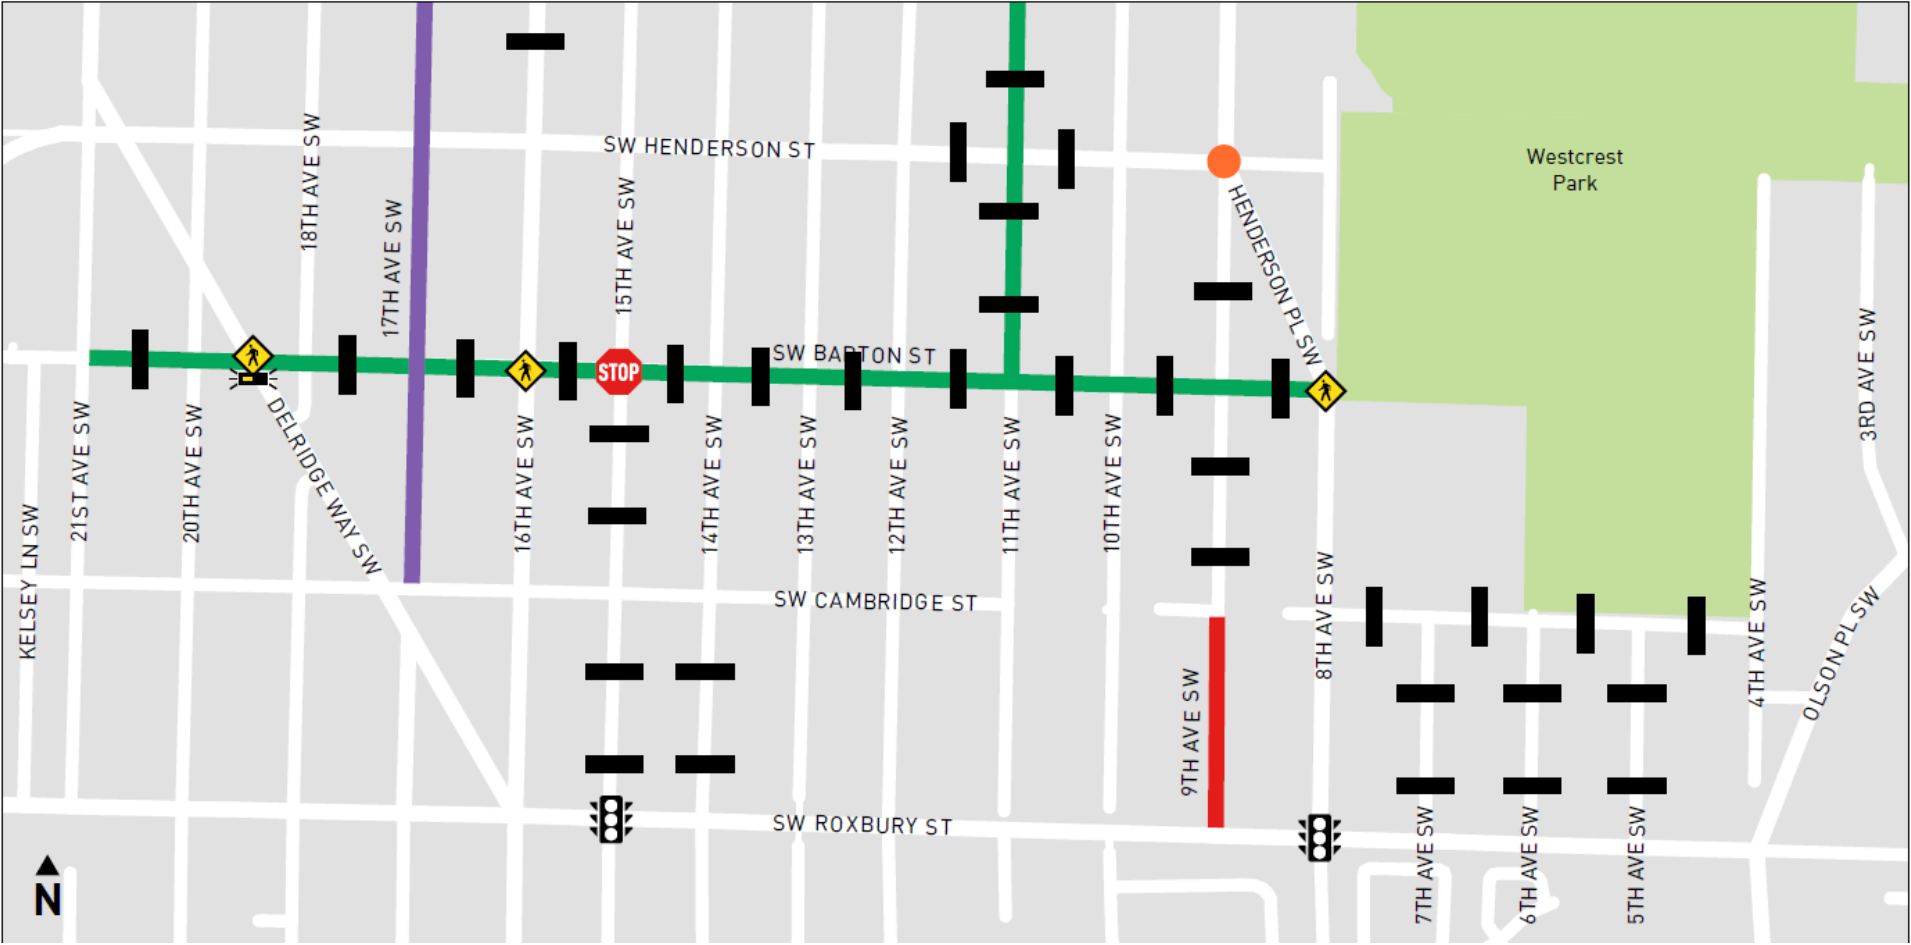 SW HENDERSON ST
Westcrest
Park
18TH AVE SW
17TH AVE SW
15TH AVE SW
HENDERSON PL SW
SW BARTON ST
STOP
3RD AVE SW
KELSEY LN SW
21ST AVE SW
20TH AVE SW
DELRIDGE WAY SW
16TH AVE SW
14TH AVE SW
13TH AVE SW
12TH AVE SW
11TH AVE SW
10TH AVE SW
SW CAMBRIDGE ST
9TH AVE SW
8TH AVE SW
4TH AVE SW
OLSON PL SW
SW ROXBURY ST
7TH AVE SW
6TH AVE SW
5TH AVE SW
N